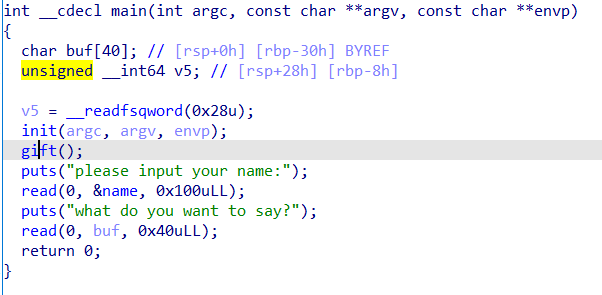 int __cdecl main(int argc, const char **argv, const char **envp)
{
  char buf[40]; // [rsp+0h] [rbp-30h] BYREF
  unsigned __int64 v5; // [rsp+28h] [rbp-8h]

  v5 = __readfsqword(0x28u);
  init(argc, argv, envp);
  gift();
  puts("please input your name:");
  read(0, &name, 0x100uLL);
  puts("what do you want to say?");
  read(0, buf, 0x40uLL);
  return 0;
}